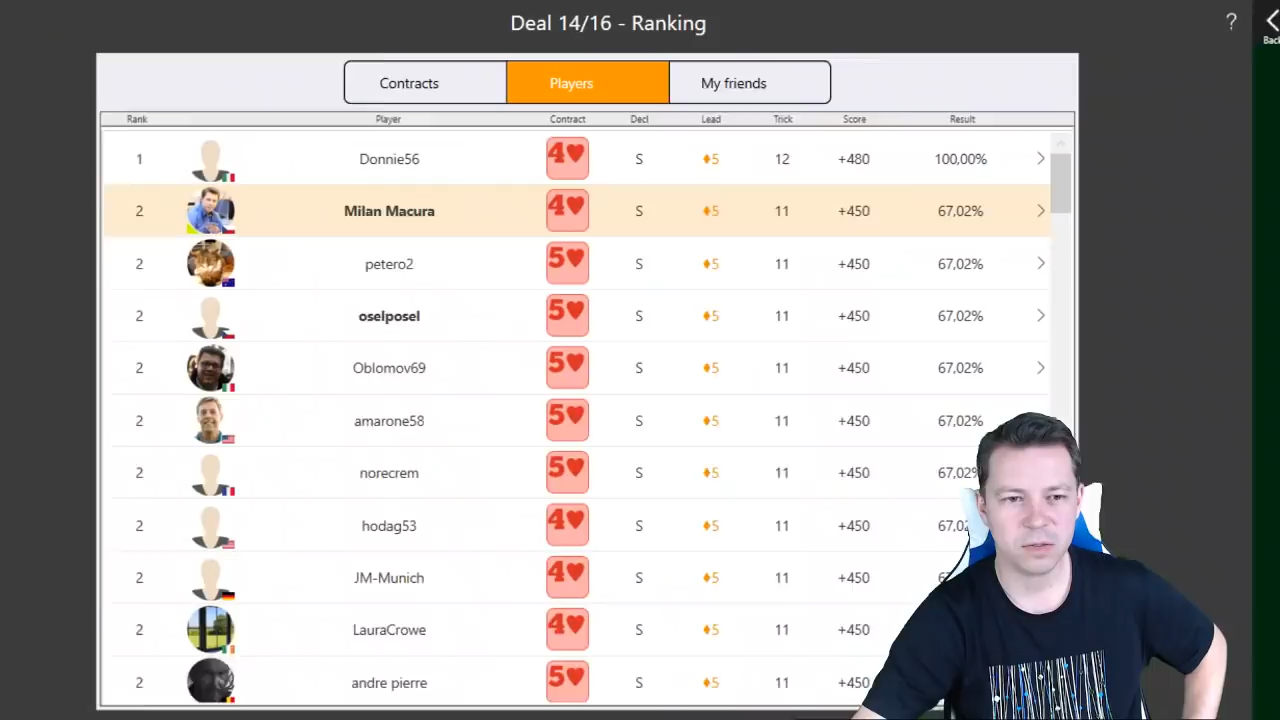 Deal 14/16 - Ranking
?
Back
Contracts Players My friends
Rank Player Contract Decl Lead Trick Score Result
1 Donnie56 4♥ S ♦5 12 +480 100,00%
2 Milan Macura 4♥ S ♦5 11 +450 67,02%
2 petero2 5♥ S ♦5 11 +450 67,02%
2 oselposel 5♥ S ♦5 11 +450 67,02%
2 Oblomov69 5♥ S ♦5 11 +450 67,02%
2 amarone58 5♥ S ♦5 11 +450 67,02%
2 norecrem 5♥ S ♦5 11 +450 67,02%
2 hodag53 4♥ S ♦5 11 +450 67,02
2 JM-Munich 4♥ S ♦5 11 +450
2 LauraCrowe 4♥ S ♦5 11 +450
2 andre pierre 5♥ S ♦5 11 +450